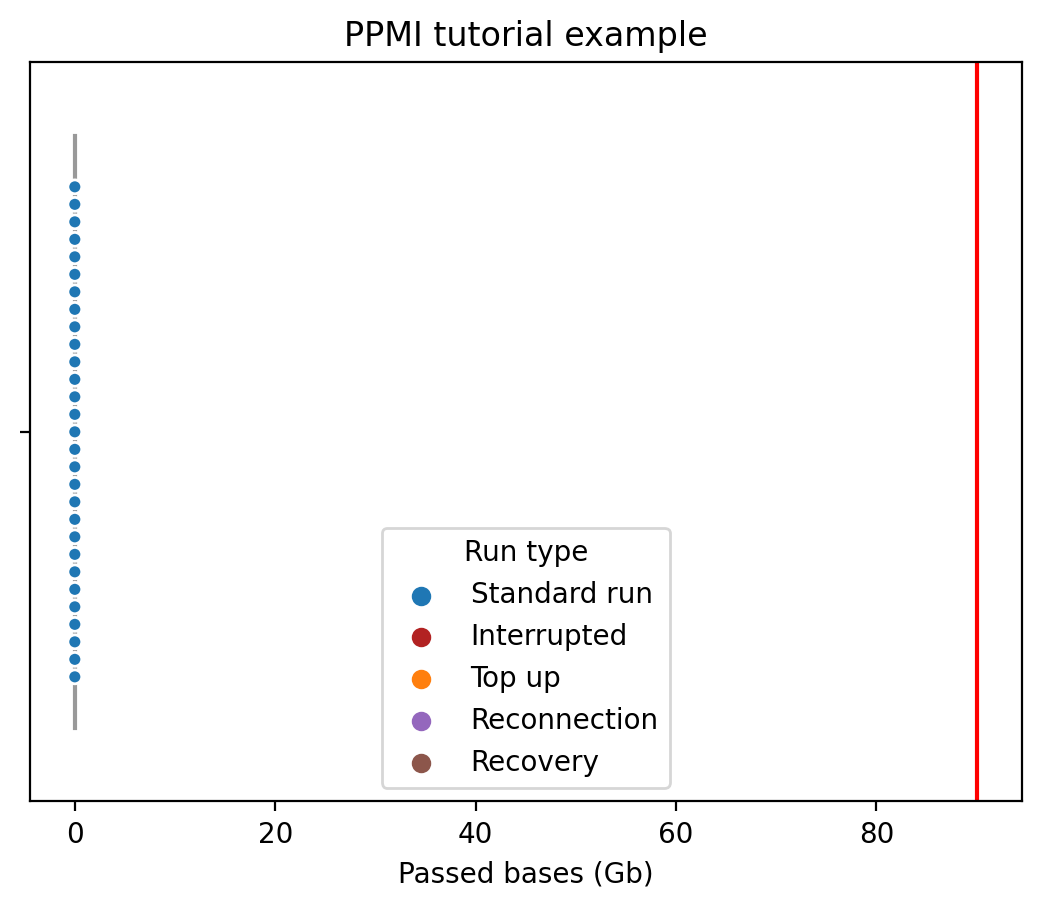 PPMI tutorial example
Run type
Standard run
Interrupted
Top up
Reconnection
Recovery
0 20 40 60 80
Passed bases (Gb)